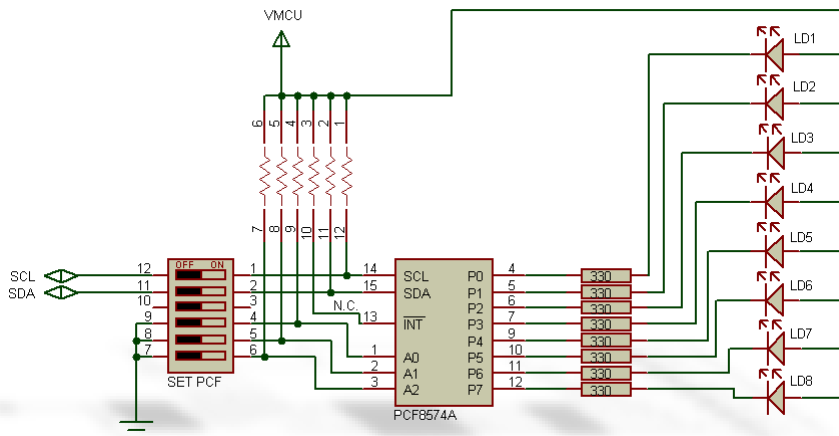 VMCU
LD1
LD2
LD3
LD4
LD5
LD6
LD7
LD8
6 5 4 3 2 1
7 8 9 10 11 12
SCL
SDA
OFF ON
12 1
11 2
10 3
9 4
8 5
7 6
SET PCF
N.C.
14 SCL P0 4 330
15 SDA P1 5 330
P2 6 330
13 INT P3 7 330
P4 9 330
1 A0 P5 10 330
2 A1 P6 11 330
3 A2 P7 12 330
PCF8574A